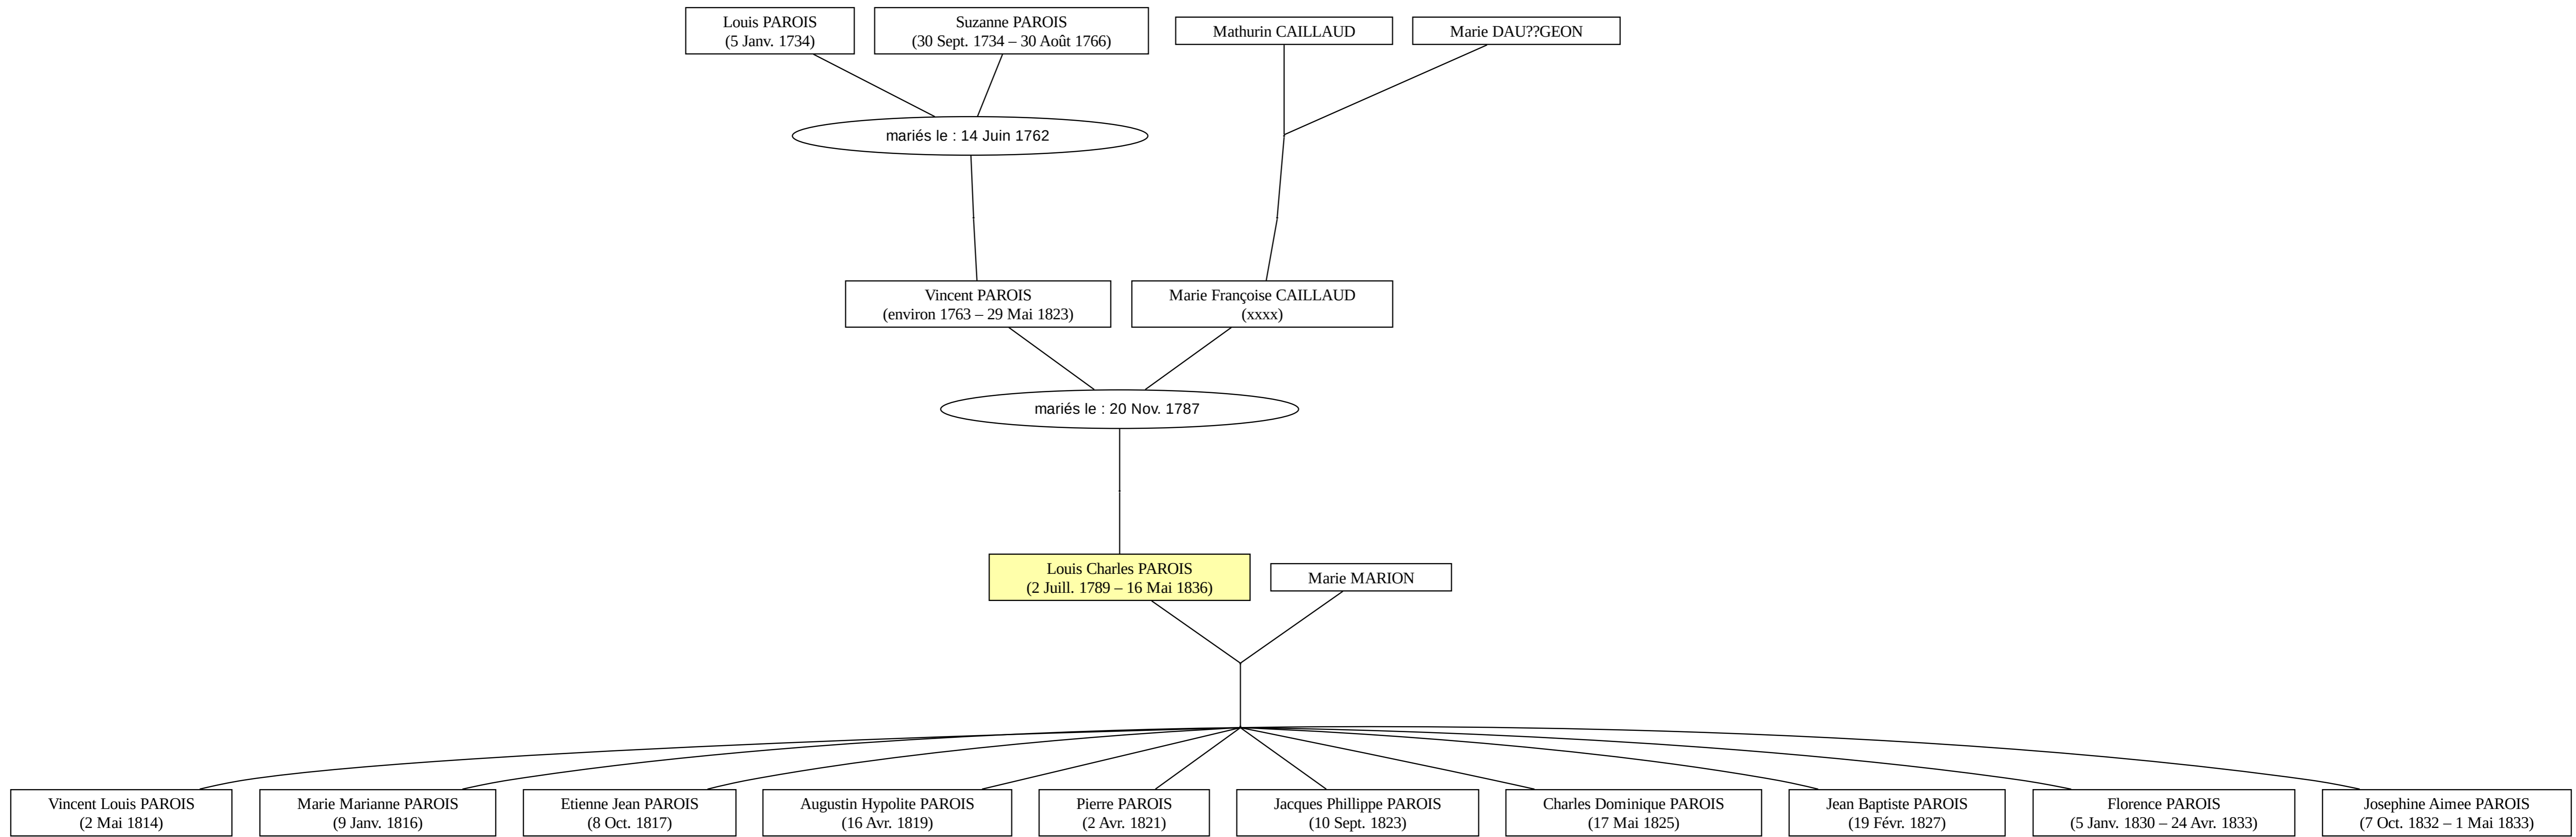 Louis PAROIS
(5 Janv. 1734)
Suzanne PAROIS
(30 Sept. 1734 – 30 Août 1766)
Mathurin CAILLAUD
Marie DAU??GEON
mariés le : 14 Juin 1762
Vincent PAROIS
(environ 1763 – 29 Mai 1823)
Marie Françoise CAILLAUD
(xxxx)
mariés le : 20 Nov. 1787
Louis Charles PAROIS
(2 Juill. 1789 – 16 Mai 1836)
Marie MARION
Vincent Louis PAROIS
(2 Mai 1814)
Marie Marianne PAROIS
(9 Janv. 1816)
Etienne Jean PAROIS
(8 Oct. 1817)
Augustin Hypolite PAROIS
(16 Avr. 1819)
Pierre PAROIS
(2 Avr. 1821)
Jacques Phillippe PAROIS
(10 Sept. 1823)
Charles Dominique PAROIS
(17 Mai 1825)
Jean Baptiste PAROIS
(19 Févr. 1827)
Florence PAROIS
(5 Janv. 1830 – 24 Avr. 1833)
Josephine Aimee PAROIS
(7 Oct. 1832 – 1 Mai 1833)